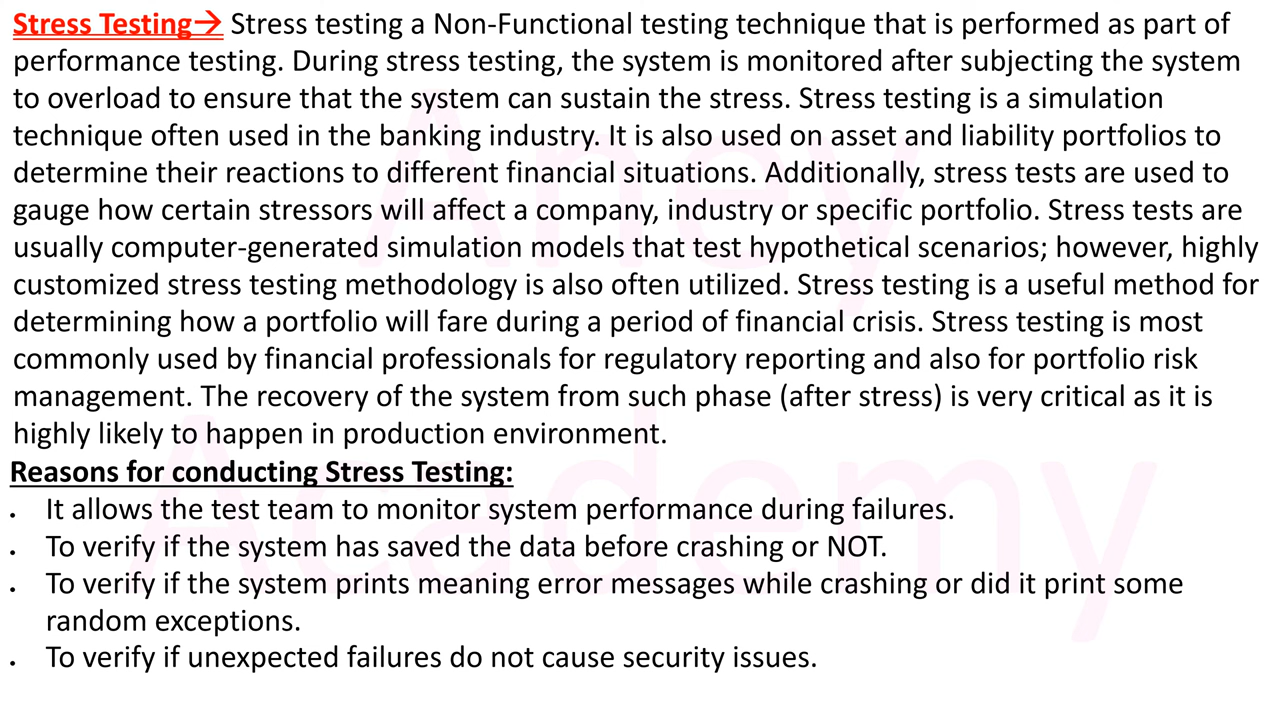 Stress Testing→ Stress testing a Non-Functional testing technique that is performed as part of
performance testing. During stress testing, the system is monitored after subjecting the system
to overload to ensure that the system can sustain the stress. Stress testing is a simulation
technique often used in the banking industry. It is also used on asset and liability portfolios to
determine their reactions to different financial situations. Additionally, stress tests are used to
gauge how certain stressors will affect a company, industry or specific portfolio. Stress tests are
usually computer-generated simulation models that test hypothetical scenarios; however, highly
customized stress testing methodology is also often utilized. Stress testing is a useful method for
determining how a portfolio will fare during a period of financial crisis. Stress testing is most
commonly used by financial professionals for regulatory reporting and also for portfolio risk
management. The recovery of the system from such phase (after stress) is very critical as it is
highly likely to happen in production environment.
Reasons for conducting Stress Testing:
• It allows the test team to monitor system performance during failures.
• To verify if the system has saved the data before crashing or NOT.
• To verify if the system prints meaning error messages while crashing or did it print some
random exceptions.
• To verify if unexpected failures do not cause security issues.
Academy